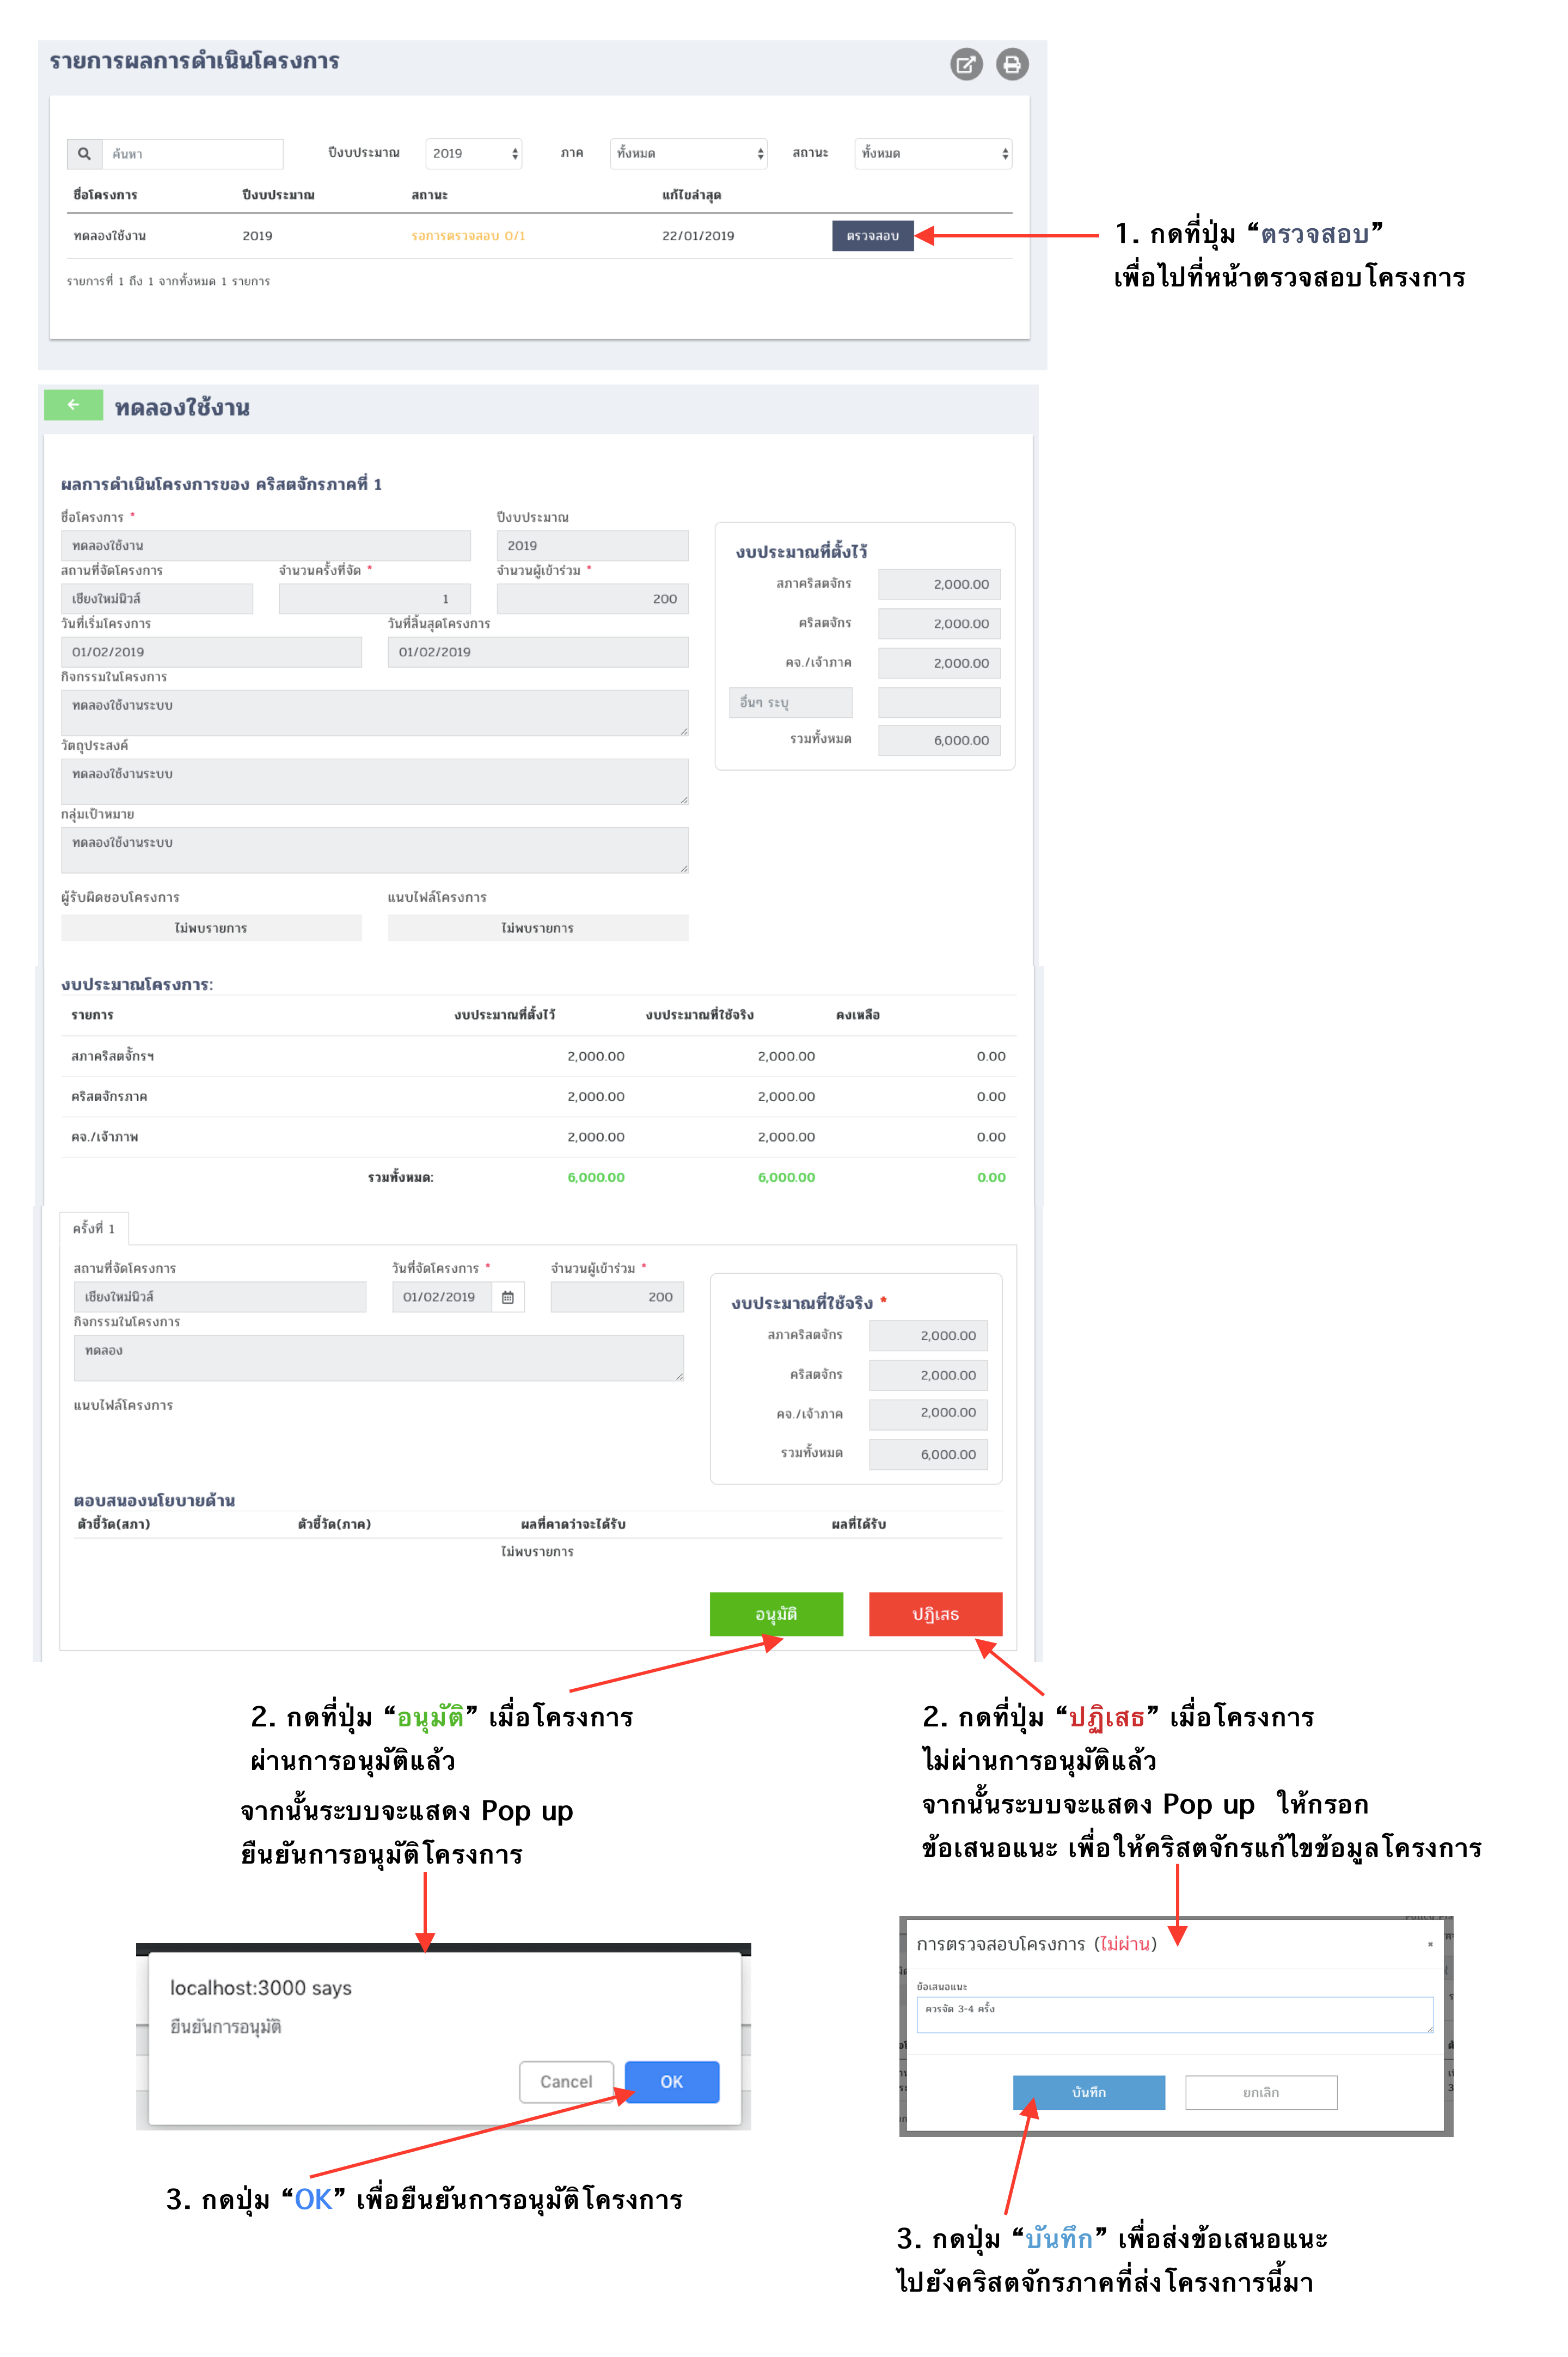 รายการผลการดำเนินโครงการ
ค้นหา ปีงบประมาณ 2019 ภาค ทั้งหมด สถานะ ทั้งหมด
ชื่อโครงการ ปีงบประมาณ สถานะ แก้ไขล่าสุด
ทดลองใช้งาน 2019 รอการตรวจสอบ 0/1 22/01/2019 ตรวจสอบ
รายการที่ 1 ถึง 1 จากทั้งหมด 1 รายการ
1. กดที่ปุ่ม “ตรวจสอบ”
เพื่อไปที่หน้าตรวจสอบโครงการ
ทดลองใช้งาน
ผลการดำเนินโครงการของ คริสตจักรภาคที่ 1
ชื่อโครงการ * ปีงบประมาณ
ทดลองใช้งาน 2019
สถานที่จัดโครงการ จำนวนครั้งที่จัด * จำนวนผู้เข้าร่วม *
เชียงใหม่นิวส์ 1 200
วันที่เริ่มโครงการ วันที่สิ้นสุดโครงการ
01/02/2019 01/02/2019
กิจกรรมในโครงการ
ทดลองใช้งานระบบ
วัตถุประสงค์
ทดลองใช้งานระบบ
กลุ่มเป้าหมาย
ทดลองใช้งานระบบ
ผู้รับผิดชอบโครงการ แนบไฟล์โครงการ
ไม่พบรายการ ไม่พบรายการ
งบประมาณที่ตั้งไว้
สภาคริสตจักร 2,000.00
คริสตจักร 2,000.00
คจ./เจ้าภาค 2,000.00
อื่นๆ ระบุ
รวมทั้งหมด 6,000.00
งบประมาณโครงการ:
รายการ งบประมาณที่ตั้งไว้ งบประมาณที่ใช้จริง คงเหลือ
สภาคริสตจั้กรฯ 2,000.00 2,000.00 0.00
คริสตจักรภาค 2,000.00 2,000.00 0.00
คจ./เจ้าภาพ 2,000.00 2,000.00 0.00
รวมทั้งหมด: 6,000.00 6,000.00 0.00
ครั้งที่ 1
สถานที่จัดโครงการ วันที่จัดโครงการ * จำนวนผู้เข้าร่วม *
เชียงใหม่นิวส์ 01/02/2019 200
กิจกรรมในโครงการ
ทดลอง
แนบไฟล์โครงการ
งบประมาณที่ใช้จริง *
สภาคริสตจักร 2,000.00
คริสตจักร 2,000.00
คจ./เจ้าภาค 2,000.00
รวมทั้งหมด 6,000.00
ตอบสนองนโยบายด้าน
ตัวชี้วัด(สภา) ตัวชี้วัด(ภาค) ผลที่คาดว่าจะได้รับ ผลที่ได้รับ
ไม่พบรายการ
อนุมัติ ปฏิเสธ
2. กดที่ปุ่ม “อนุมัติ” เมื่อโครงการ
ผ่านการอนุมัติแล้ว
จากนั้นระบบจะแสดง Pop up
ยืนยันการอนุมัติโครงการ
2. กดที่ปุ่ม “ปฏิเสธ” เมื่อโครงการ
ไม่ผ่านการอนุมัติแล้ว
จากนั้นระบบจะแสดง Pop up ให้กรอก
ข้อเสนอแนะ เพื่อให้คริสตจักรแก้ไขข้อมูลโครงการ
localhost:3000 says
ยืนยันการอนุมัติ
Cancel OK
3. กดปุ่ม “OK” เพื่อยืนยันการอนุมัติโครงการ
การตรวจสอบโครงการ (ไม่ผ่าน) ×
ข้อเสนอแนะ
ควรจัด 3-4 ครั้ง
บันทึก ยกเลิก
3. กดปุ่ม “บันทึก” เพื่อส่งข้อเสนอแนะ
ไปยังคริสตจักรภาคที่ส่งโครงการนี้มา